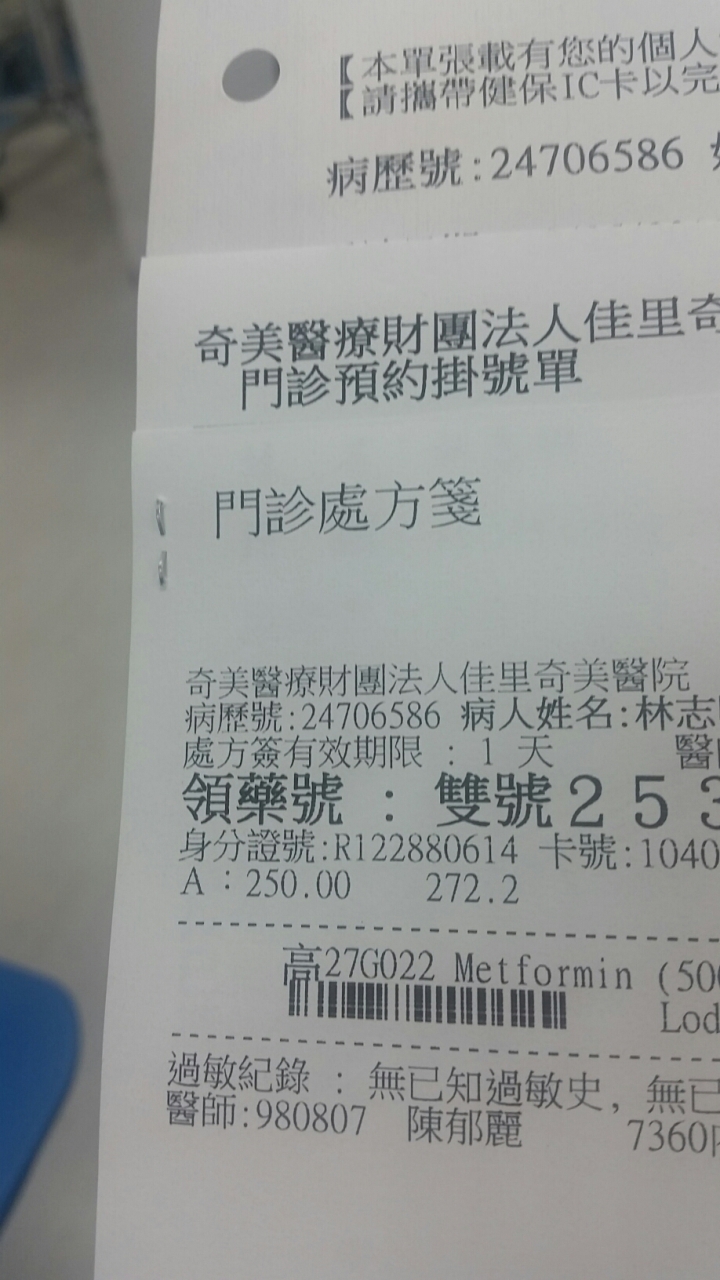 【本單張載有您的個人
【請攜帶健保IC卡以完
病歷號:24706586
奇美醫療財團法人佳里奇
門診預約掛號單
門診處方箋
奇美醫療財團法人佳里奇美醫院
病歷號:24706586 病人姓名:林志
處方簽有效期限 : 1 天 醫
領藥號 : 雙號253
身分證號:R122880614 卡號:1040
A:250.00 272.2
高27G022 Metformin (500
Lod
過敏紀錄 : 無已知過敏史, 無已
醫師:980807 陳郁麗 7360